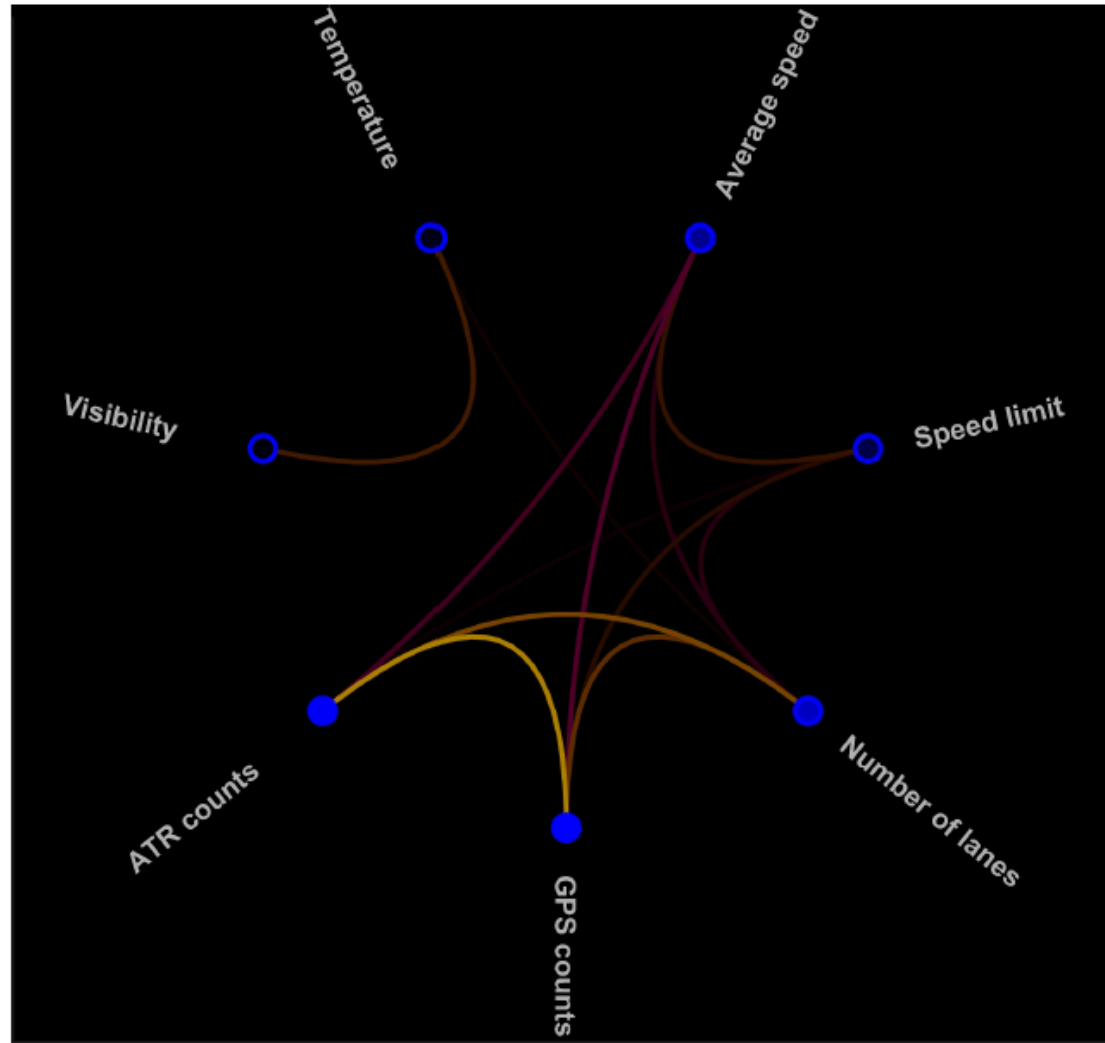 Temperature
Average speed
Visibility
Speed limit
ATR counts
Number of lanes
GPS counts